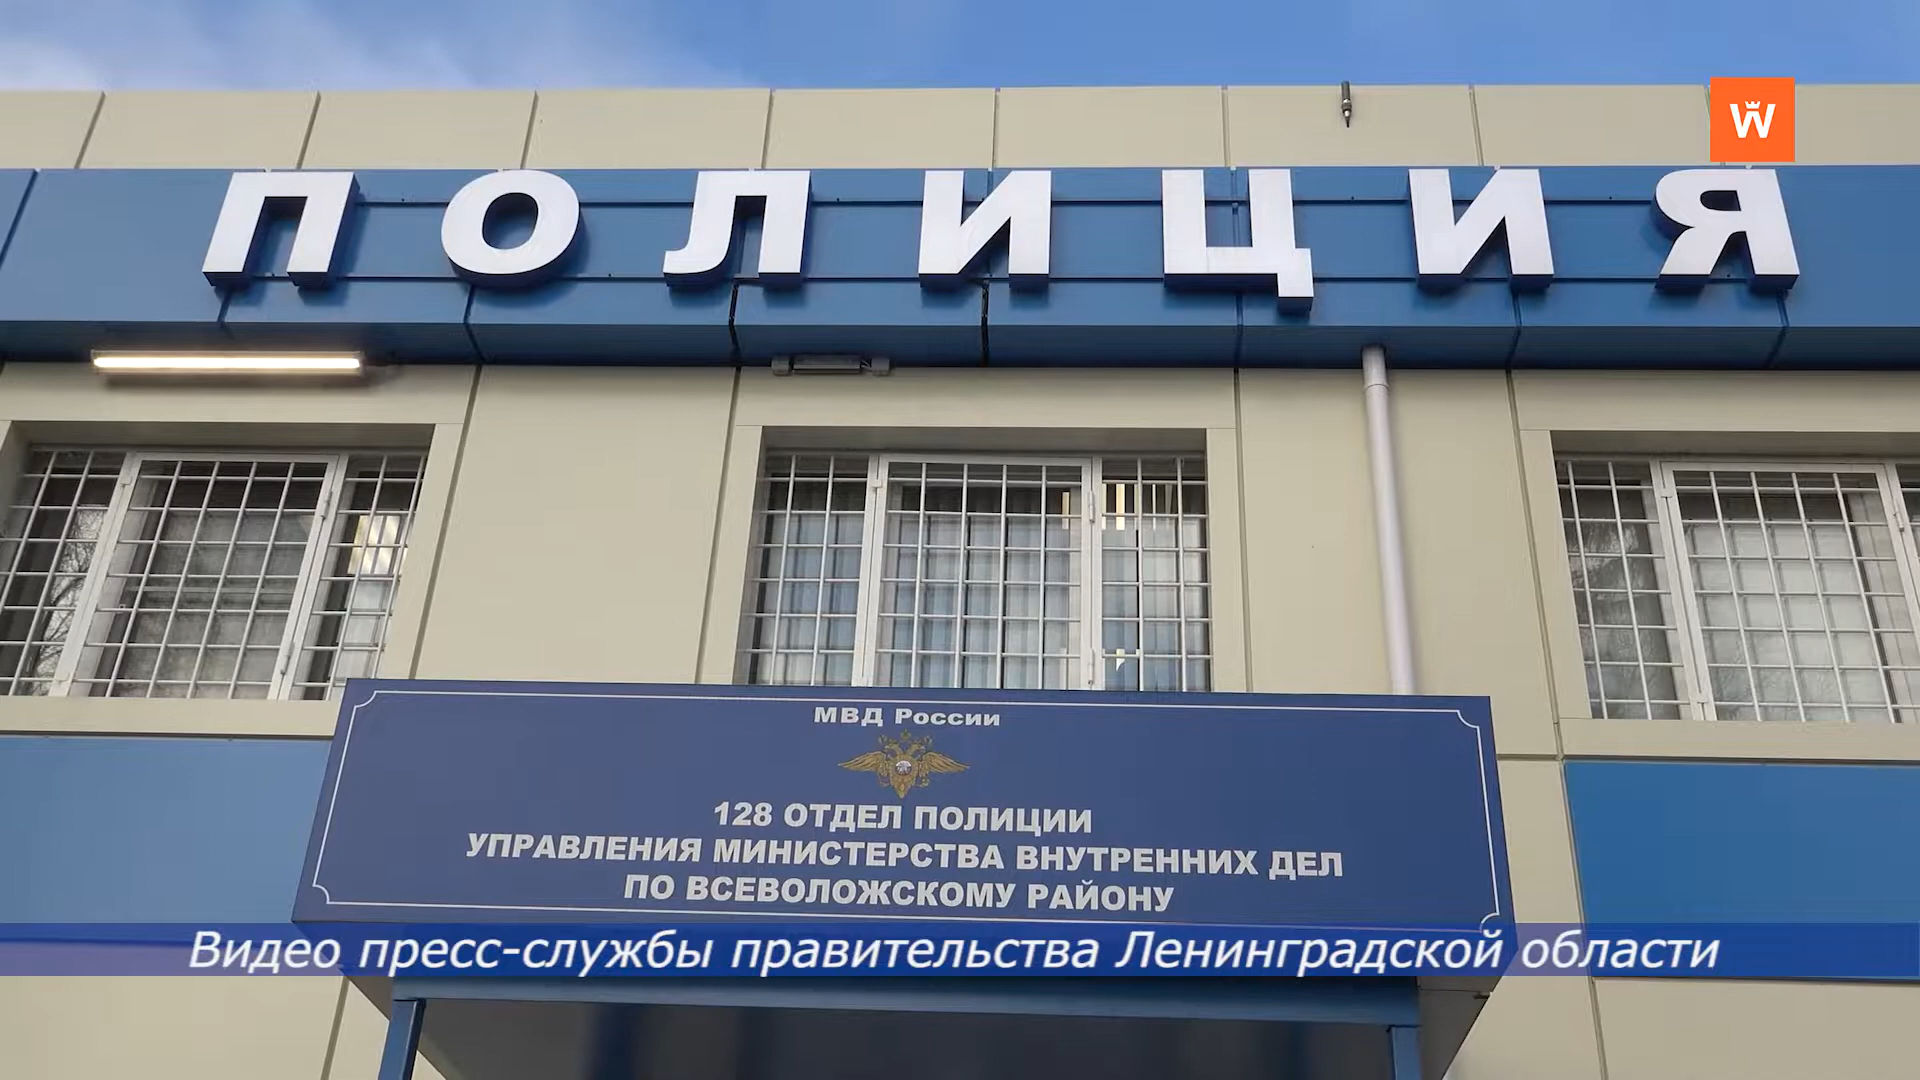 W
ПОЛИЦИЯ
МВД России
128 ОТДЕЛ ПОЛИЦИИ
УПРАВЛЕНИЯ МИНИСТЕРСТВА ВНУТРЕННИХ ДЕЛ
ПО ВСЕВОЛОЖСКОМУ РАЙОНУ
Видео пресс-службы правительства Ленинградской области